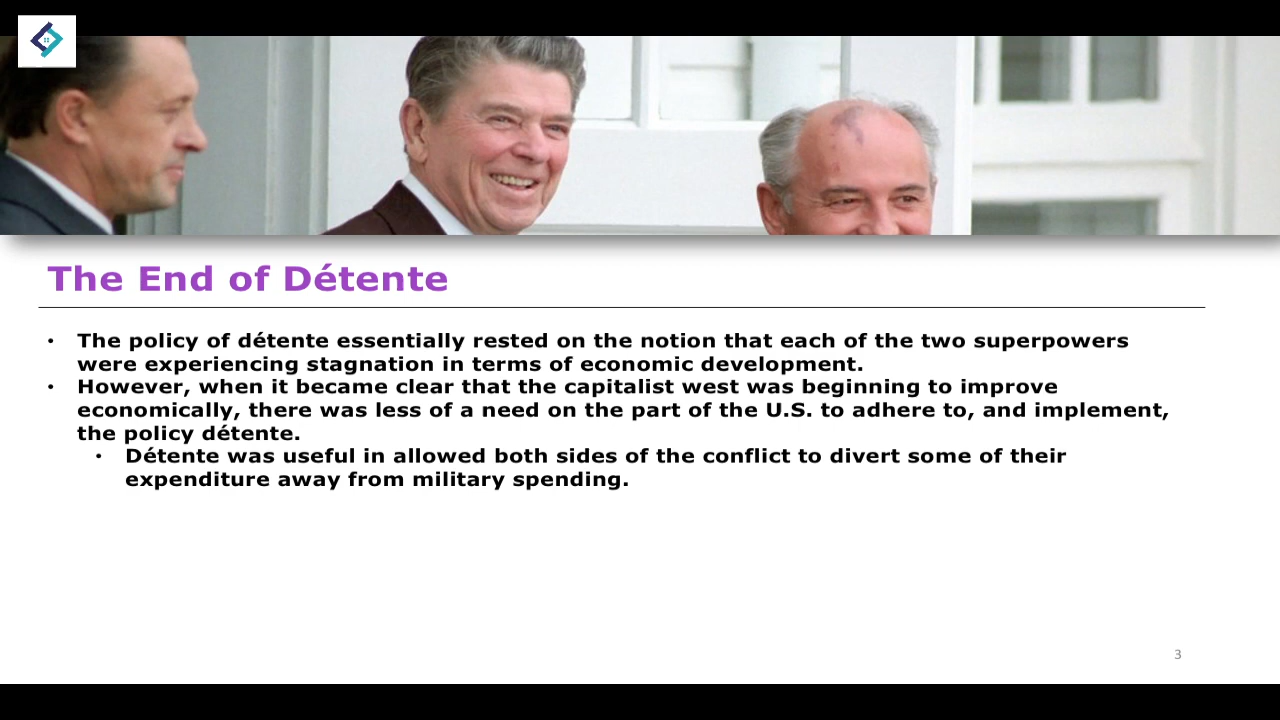 The End of Détente
• The policy of détente essentially rested on the notion that each of the two superpowers
were experiencing stagnation in terms of economic development.
• However, when it became clear that the capitalist west was beginning to improve
economically, there was less of a need on the part of the U.S. to adhere to, and implement,
the policy détente.
• Détente was useful in allowed both sides of the conflict to divert some of their
expenditure away from military spending.
3